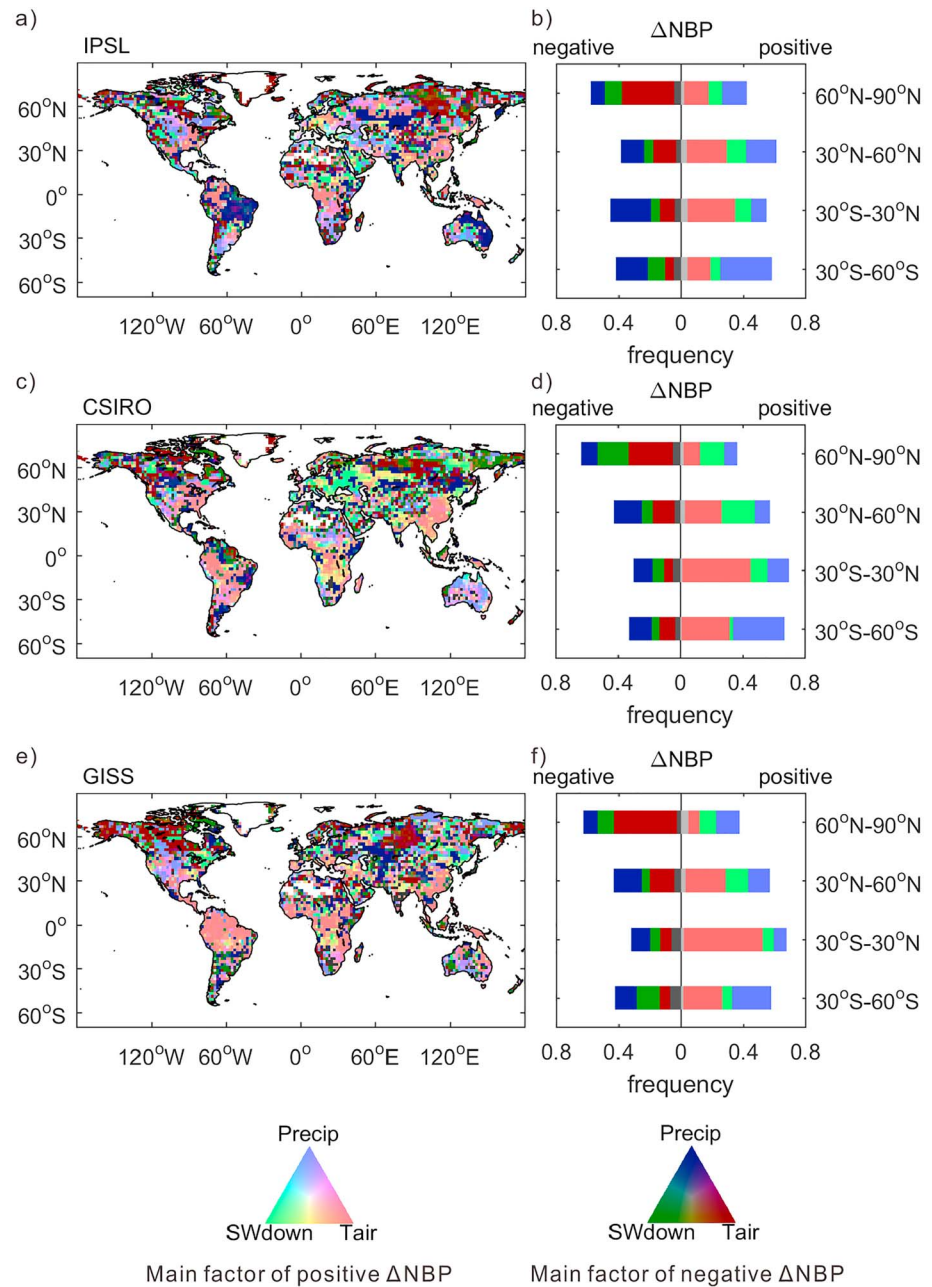 a)
IPSL
60°N
30°N
0°
30°S
60°S
120°W 60°W 0° 60°E 120°E
b)
ΔNBP
negative positive
60°N-90°N
30°N-60°N
30°S-30°N
30°S-60°S
0.8 0.4 0 0.4 0.8
frequency
c)
CSIRO
60°N
30°N
0°
30°S
60°S
120°W 60°W 0° 60°E 120°E
d)
ΔNBP
negative positive
60°N-90°N
30°N-60°N
30°S-30°N
30°S-60°S
0.8 0.4 0 0.4 0.8
frequency
e)
GISS
60°N
30°N
0°
30°S
60°S
120°W 60°W 0° 60°E 120°E
f)
ΔNBP
negative positive
60°N-90°N
30°N-60°N
30°S-30°N
30°S-60°S
0.8 0.4 0 0.4 0.8
frequency
Precip
SWdown Tair
Main factor of positive ΔNBP
Precip
SWdown Tair
Main factor of negative ΔNBP